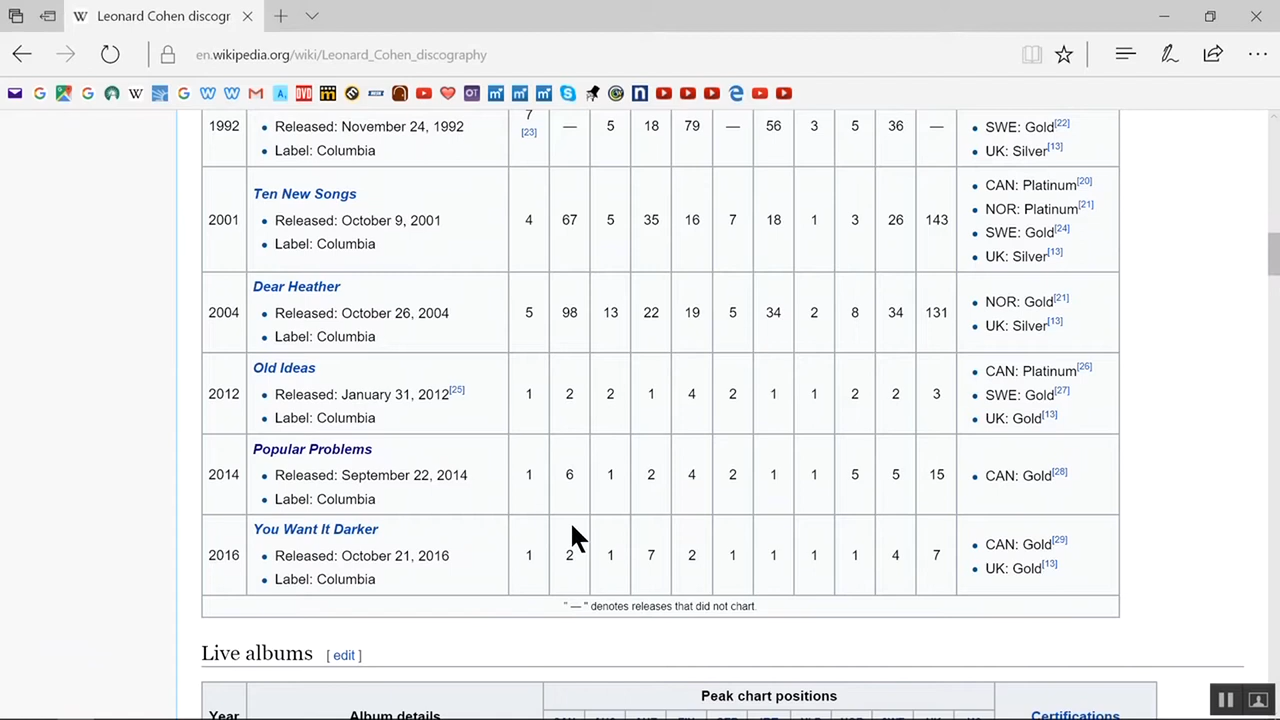 Leonard Cohen discogr
en.wikipedia.org/wiki/Leonard_Cohen_discography
1992 • Released: November 24, 1992 7 [23] — 5 18 79 — 56 3 5 36 — • SWE: Gold[22]
• Label: Columbia • UK: Silver[13]
Ten New Songs • CAN: Platinum[20]
2001 • Released: October 9, 2001 4 67 5 35 16 7 18 1 3 26 143 • NOR: Platinum[21]
• Label: Columbia • SWE: Gold[24]
• UK: Silver[13]
Dear Heather
2004 • Released: October 26, 2004 5 98 13 22 19 5 34 2 8 34 131 • NOR: Gold[21]
• Label: Columbia • UK: Silver[13]
Old Ideas • CAN: Platinum[26]
2012 • Released: January 31, 2012[25] 1 2 2 1 4 2 1 1 2 2 3 • SWE: Gold[27]
• Label: Columbia • UK: Gold[13]
Popular Problems
2014 • Released: September 22, 2014 1 6 1 2 4 2 1 1 5 5 15 • CAN: Gold[28]
• Label: Columbia
You Want It Darker
2016 • Released: October 21, 2016 1 2 1 7 2 1 1 1 1 4 7 • CAN: Gold[29]
• Label: Columbia • UK: Gold[13]
" — " denotes releases that did not chart.
Live albums [ edit ]
Peak chart positions
Year Album details Certifications